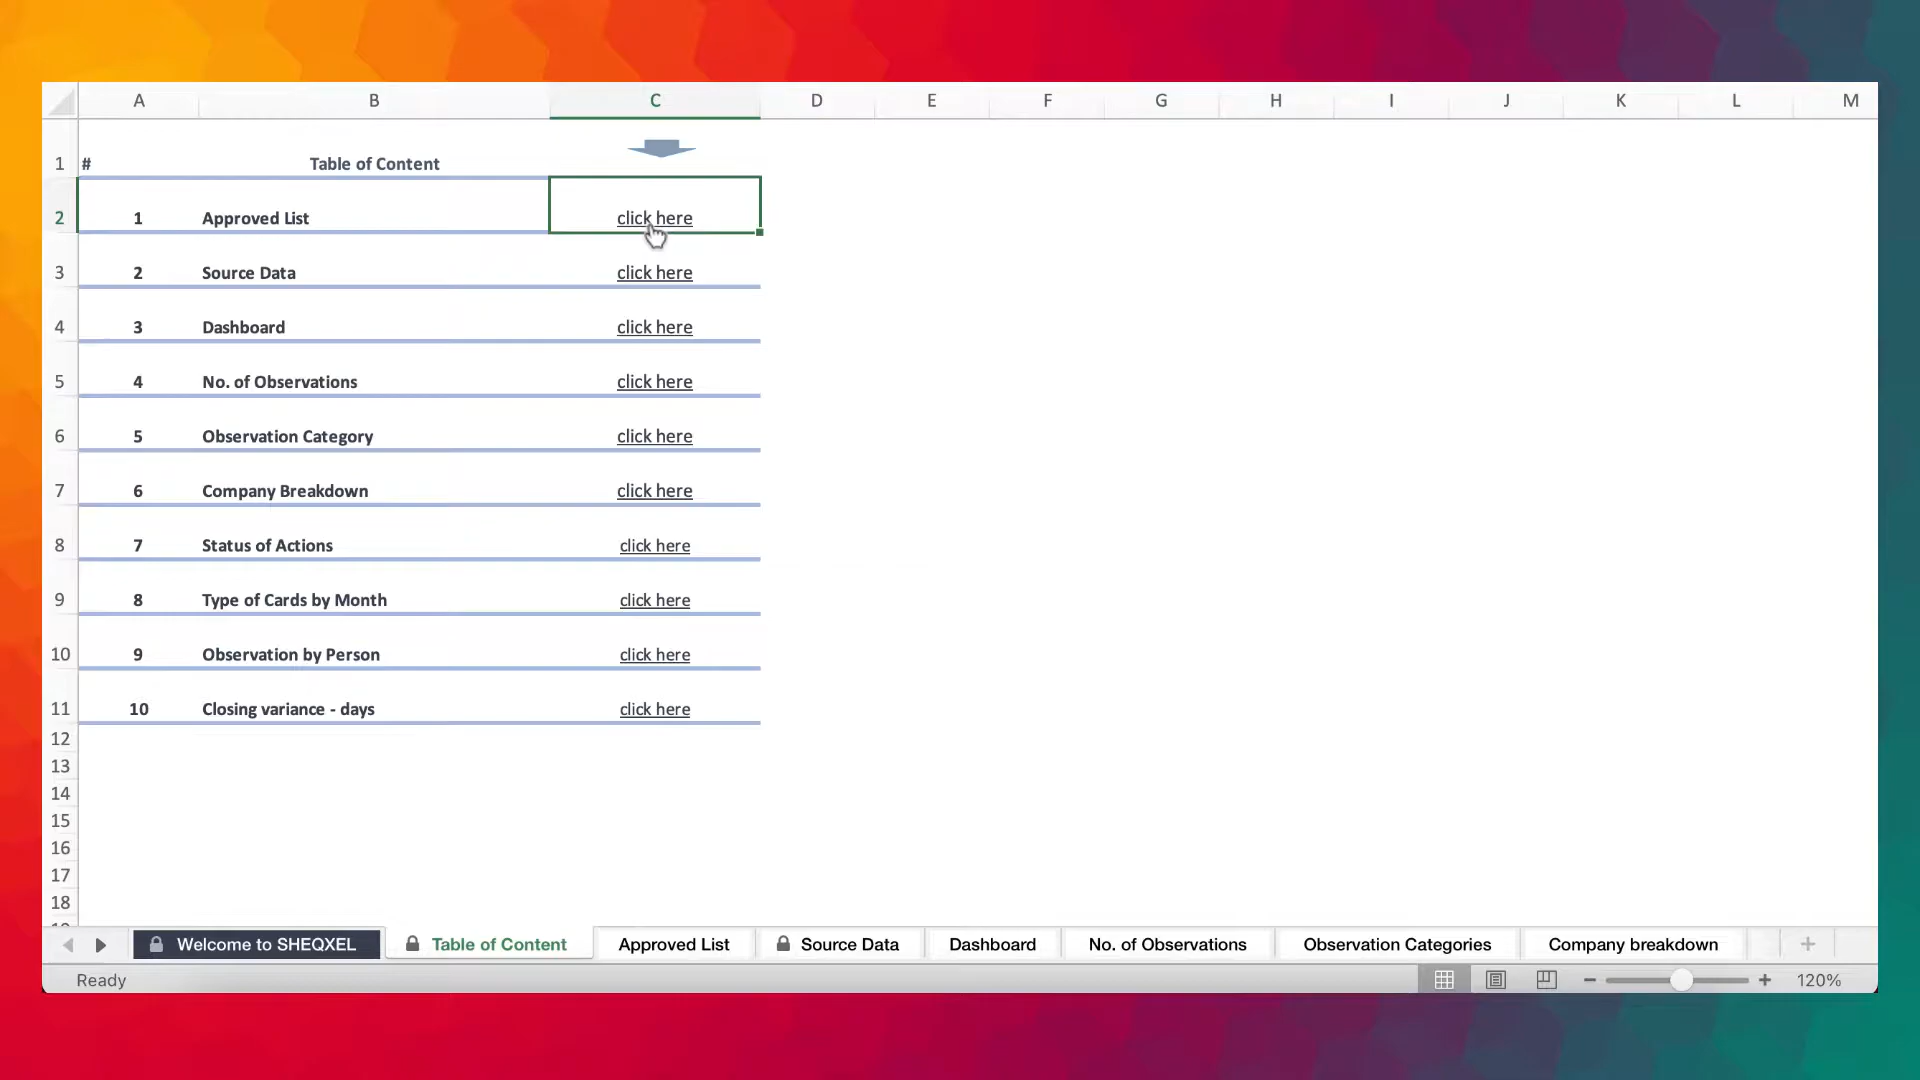 A B C D E F G H I J K L M
1 # Table of Content
2 1 Approved List click here
3 2 Source Data click here
4 3 Dashboard click here
5 4 No. of Observations click here
6 5 Observation Category click here
7 6 Company Breakdown click here
8 7 Status of Actions click here
9 8 Type of Cards by Month click here
10 9 Observation by Person click here
11 10 Closing variance - days click here
12
13
14
15
16
17
18
Welcome to SHEQXEL Table of Content Approved List Source Data Dashboard No. of Observations Observation Categories Company breakdown +
Ready − + 120%